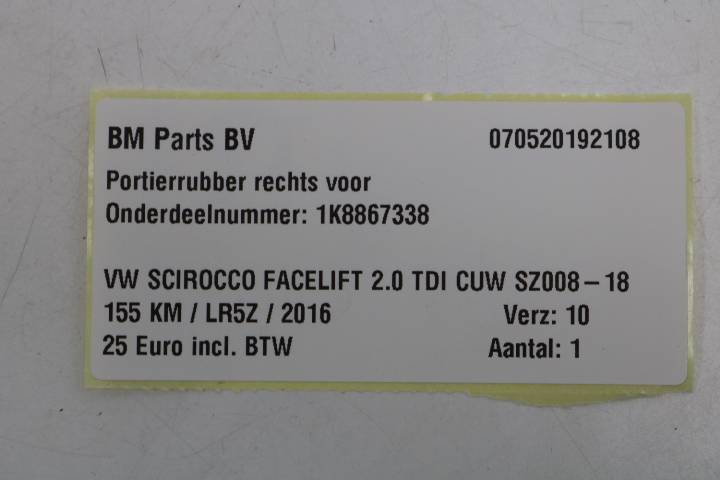 BM Parts BV 070520192108
Portierrubber rechts voor
Onderdeelnummer: 1K8867338
VW SCIROCCO FACELIFT 2.0 TDI CUW SZ008-18
155 KM / LR5Z / 2016 Verz: 10
25 Euro incl. BTW Aantal: 1